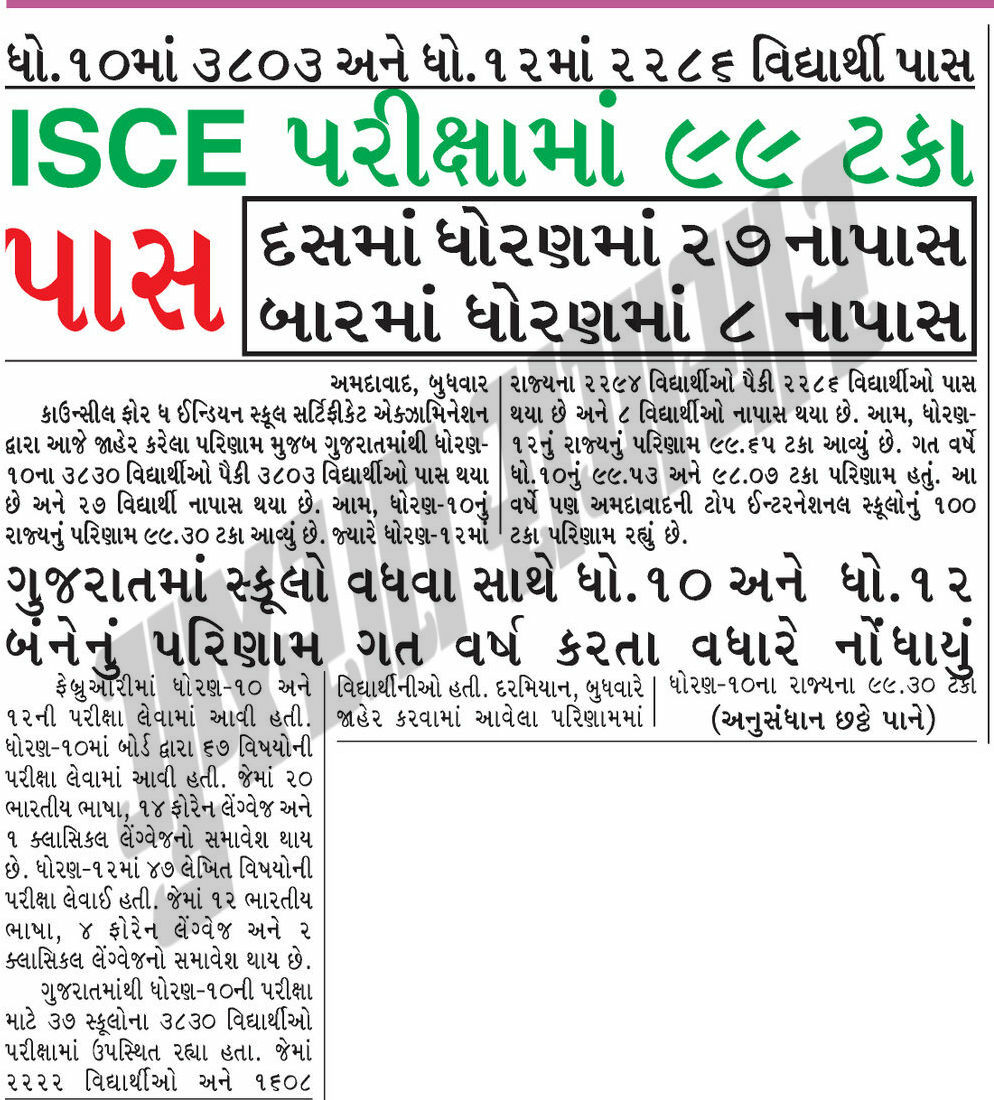 ધો.૧૦માં ૩૮૦૩ અને ધો.૧૨માં ૨૨૮૬ વિદ્યાર્થી પાસ
ISCE પરીક્ષામાં ૯૯ ટકા
પાસ
દસમાં ધોરણમાં ૨૭ નાપાસ
બારમાં ધોરણમાં ૮ નાપાસ
અમદાવાદ, બુધવાર
કાઉન્સીલ ફોર ધ ઈન્ડિયન સ્કૂલ સર્ટિફીકેટ એક્ઝામિનેશન
દ્વારા આજે જાહેર કરેલા પરિણામ મુજબ ગુજરાતમાંથી ધોરણ-
૧૦ના ૩૮૩૦ વિદ્યાર્થીઓ પૈકી ૩૮૦૩ વિદ્યાર્થીઓ પાસ થયા
છે અને ૨૭ વિદ્યાર્થી નાપાસ થયા છે. આમ, ધોરણ-૧૦નું
રાજ્યનું પરિણામ ૯૯.૩૦ ટકા આવ્યું છે. જ્યારે ધોરણ-૧૨માં
રાજ્યના ૨૨૯૪ વિદ્યાર્થીઓ પૈકી ૨૨૮૬ વિદ્યાર્થીઓ પાસ
થયા છે અને ૮ વિદ્યાર્થીઓ નાપાસ થયા છે. આમ, ધોરણ-
૧૨નું રાજ્યનું પરિણામ ૯૯.૬૫ ટકા આવ્યું છે. ગત વર્ષે
ધો.૧૦નું ૯૯.૫૩ અને ૯૮.૦૭ ટકા પરિણામ હતું. આ
વર્ષે પણ અમદાવાદની ટોપ ઈન્ટરનેશનલ સ્કૂલોનું ૧૦૦
ટકા પરિણામ રહ્યું છે.
ગુજરાતમાં સ્કૂલો વધવા સાથે ધો.૧૦ અને ધો.૧૨
બંનેનું પરિણામ ગત વર્ષ કરતા વધારે નોંધાયું
ફેબ્રુઆરીમાં ધોરણ-૧૦ અને
૧૨ની પરીક્ષા લેવામાં આવી હતી.
ધોરણ-૧૦માં બોર્ડ દ્વારા ૬૭ વિષયોની
પરીક્ષા લેવામાં આવી હતી. જેમાં ૨૦
ભારતીય ભાષા, ૧૪ ફોરેન લેંગ્વેજ અને
૧ ક્લાસિકલ લેંગ્વેજનો સમાવેશ થાય
છે. ધોરણ-૧૨માં ૪૭ લેખિત વિષયોની
પરીક્ષા લેવાઈ હતી. જેમાં ૧૨ ભારતીય
ભાષા, ૪ ફોરેન લેંગ્વેજ અને ૨
ક્લાસિકલ લેંગ્વેજનો સમાવેશ થાય છે.
ગુજરાતમાંથી ધોરણ-૧૦ની પરીક્ષા
માટે ૩૭ સ્કૂલોના ૩૮૩૦ વિદ્યાર્થીઓ
પરીક્ષામાં ઉપસ્થિત રહ્યા હતા. જેમાં
૨૨૨૨ વિદ્યાર્થીઓ અને ૧૬૦૮
વિદ્યાર્થીનીઓ હતી. દરમિયાન, બુધવારે
જાહેર કરવામાં આવેલા પરિણામમાં
ધોરણ-૧૦ના રાજ્યના ૯૯.૩૦ ટકા
(અનુસંધાન છઠ્ઠે પાને)
ગુજરાત સમાચાર